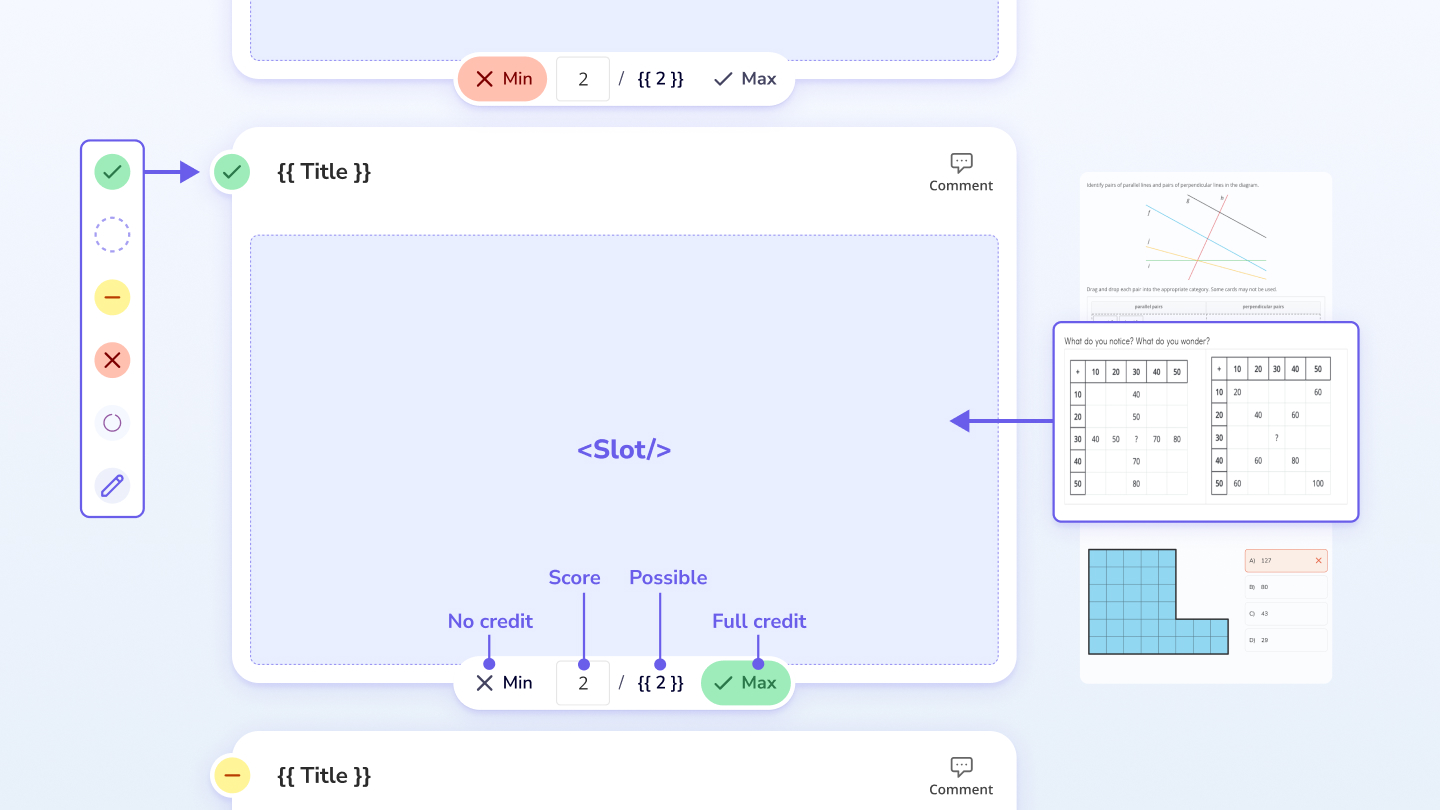 Min 2 / {{ 2 }} Max
{{ Title }}
Comment
<Slot/>
Score Possible
No credit Full credit
Min 2 / {{ 2 }} Max
{{ Title }}
Comment
Identify pairs of parallel lines and pairs of perpendicular lines in the diagram.
g h
f
j
Drag and drop each pair into the appropriate category. Some cards may not be used.
parallel pairs perpendicular pairs
What do you notice? What do you wonder?
+ 10 20 30 40 50
10 40
20 50
30 40 50 ? 70 80
40 70
50 80
+ 10 20 30 40 50
10 20 60
20 40 60
30 ?
40 60 80
50 60 100
A) 127
B) 80
C) 43
D) 29